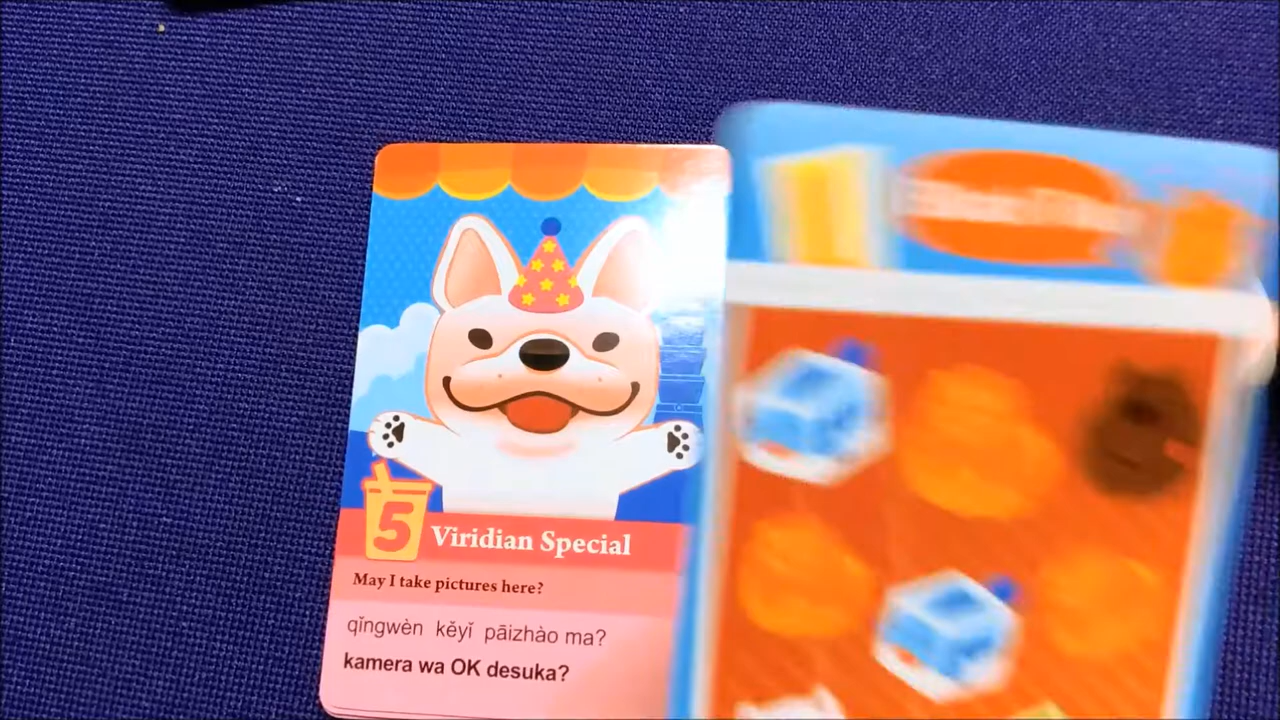 5
Viridian Special
May I take pictures here?
qǐngwèn kěyǐ pāizhào ma?
kamera wa OK desuka?